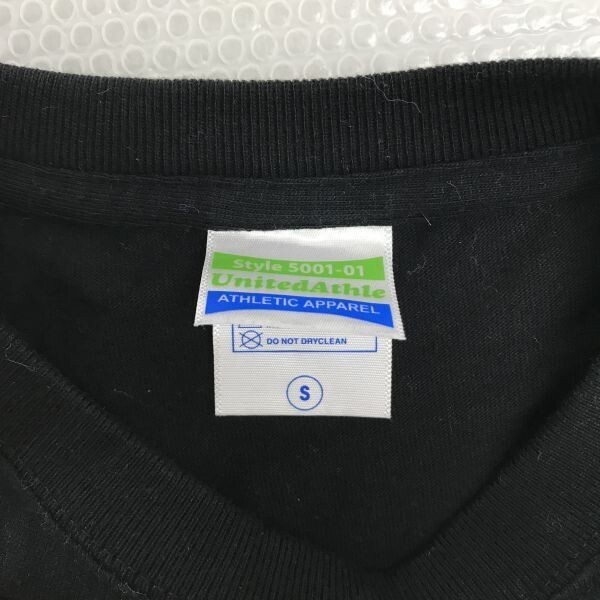 Style 5001-01
UnitedAthle
ATHLETIC APPAREL
DO NOT DRYCLEAN
S